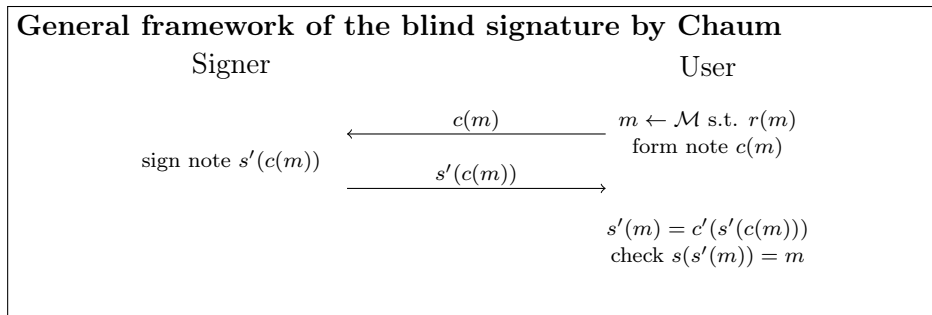 General framework of the blind signature by Chaum
Signer
User
c(m)
m ← ℳ s.t. r(m)
form note c(m)
sign note s′(c(m))
s′(c(m))
s′(m) = c′(s′(c(m)))
check s(s′(m)) = m